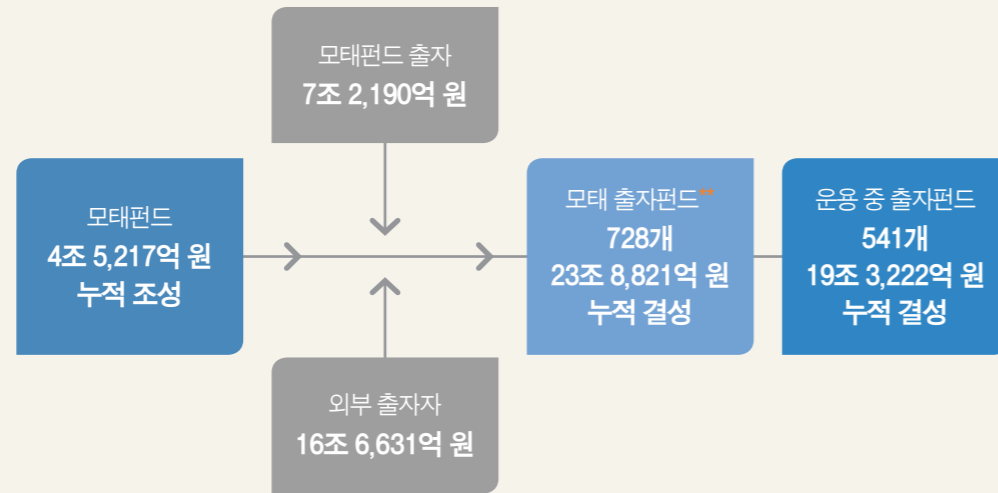 모태펀드 출자
7조 2,190억 원
모태펀드
4조 5,217억 원
누적 조성
모태 출자펀드**
728개
23조 8,821억 원
누적 결성
운용 중 출자펀드
541개
19조 3,222억 원
누적 결성
외부 출자자
16조 6,631억 원